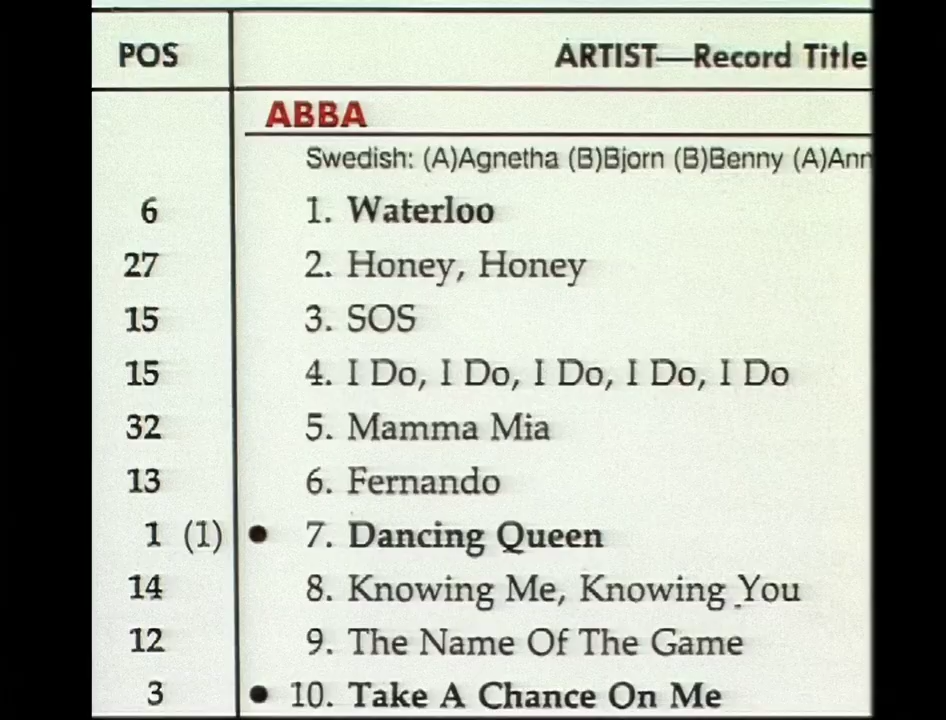 POS ARTIST—Record Title
ABBA
Swedish: (A)Agnetha (B)Bjorn (B)Benny (A)Ann
6 1. Waterloo
27 2. Honey, Honey
15 3. SOS
15 4. I Do, I Do, I Do, I Do, I Do
32 5. Mamma Mia
13 6. Fernando
1 (1) ● 7. Dancing Queen
14 8. Knowing Me, Knowing You
12 9. The Name Of The Game
3 ● 10. Take A Chance On Me